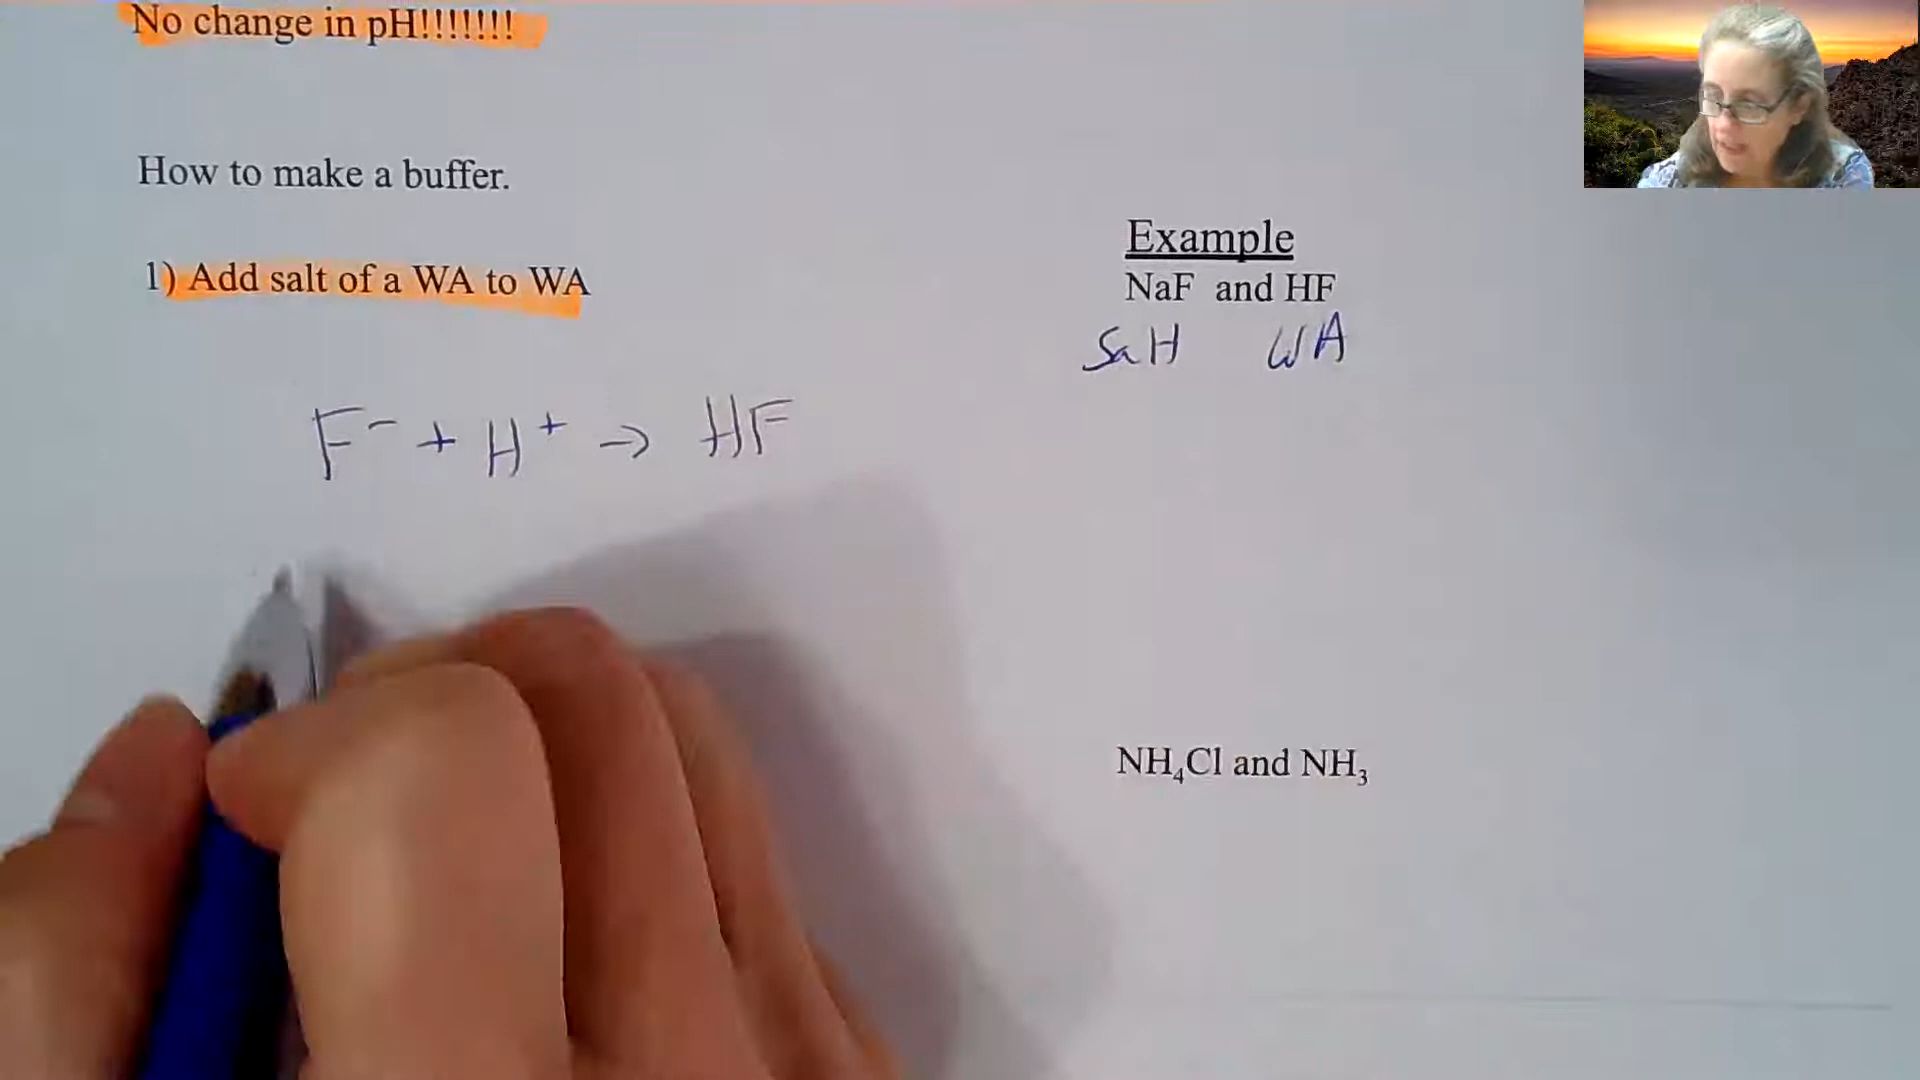 No change in pH!!!!!!!
How to make a buffer.
1) Add salt of a WA to WA
Example
NaF and HF
Salt WA
F⁻ + H⁺ → HF
NH₄Cl and NH₃